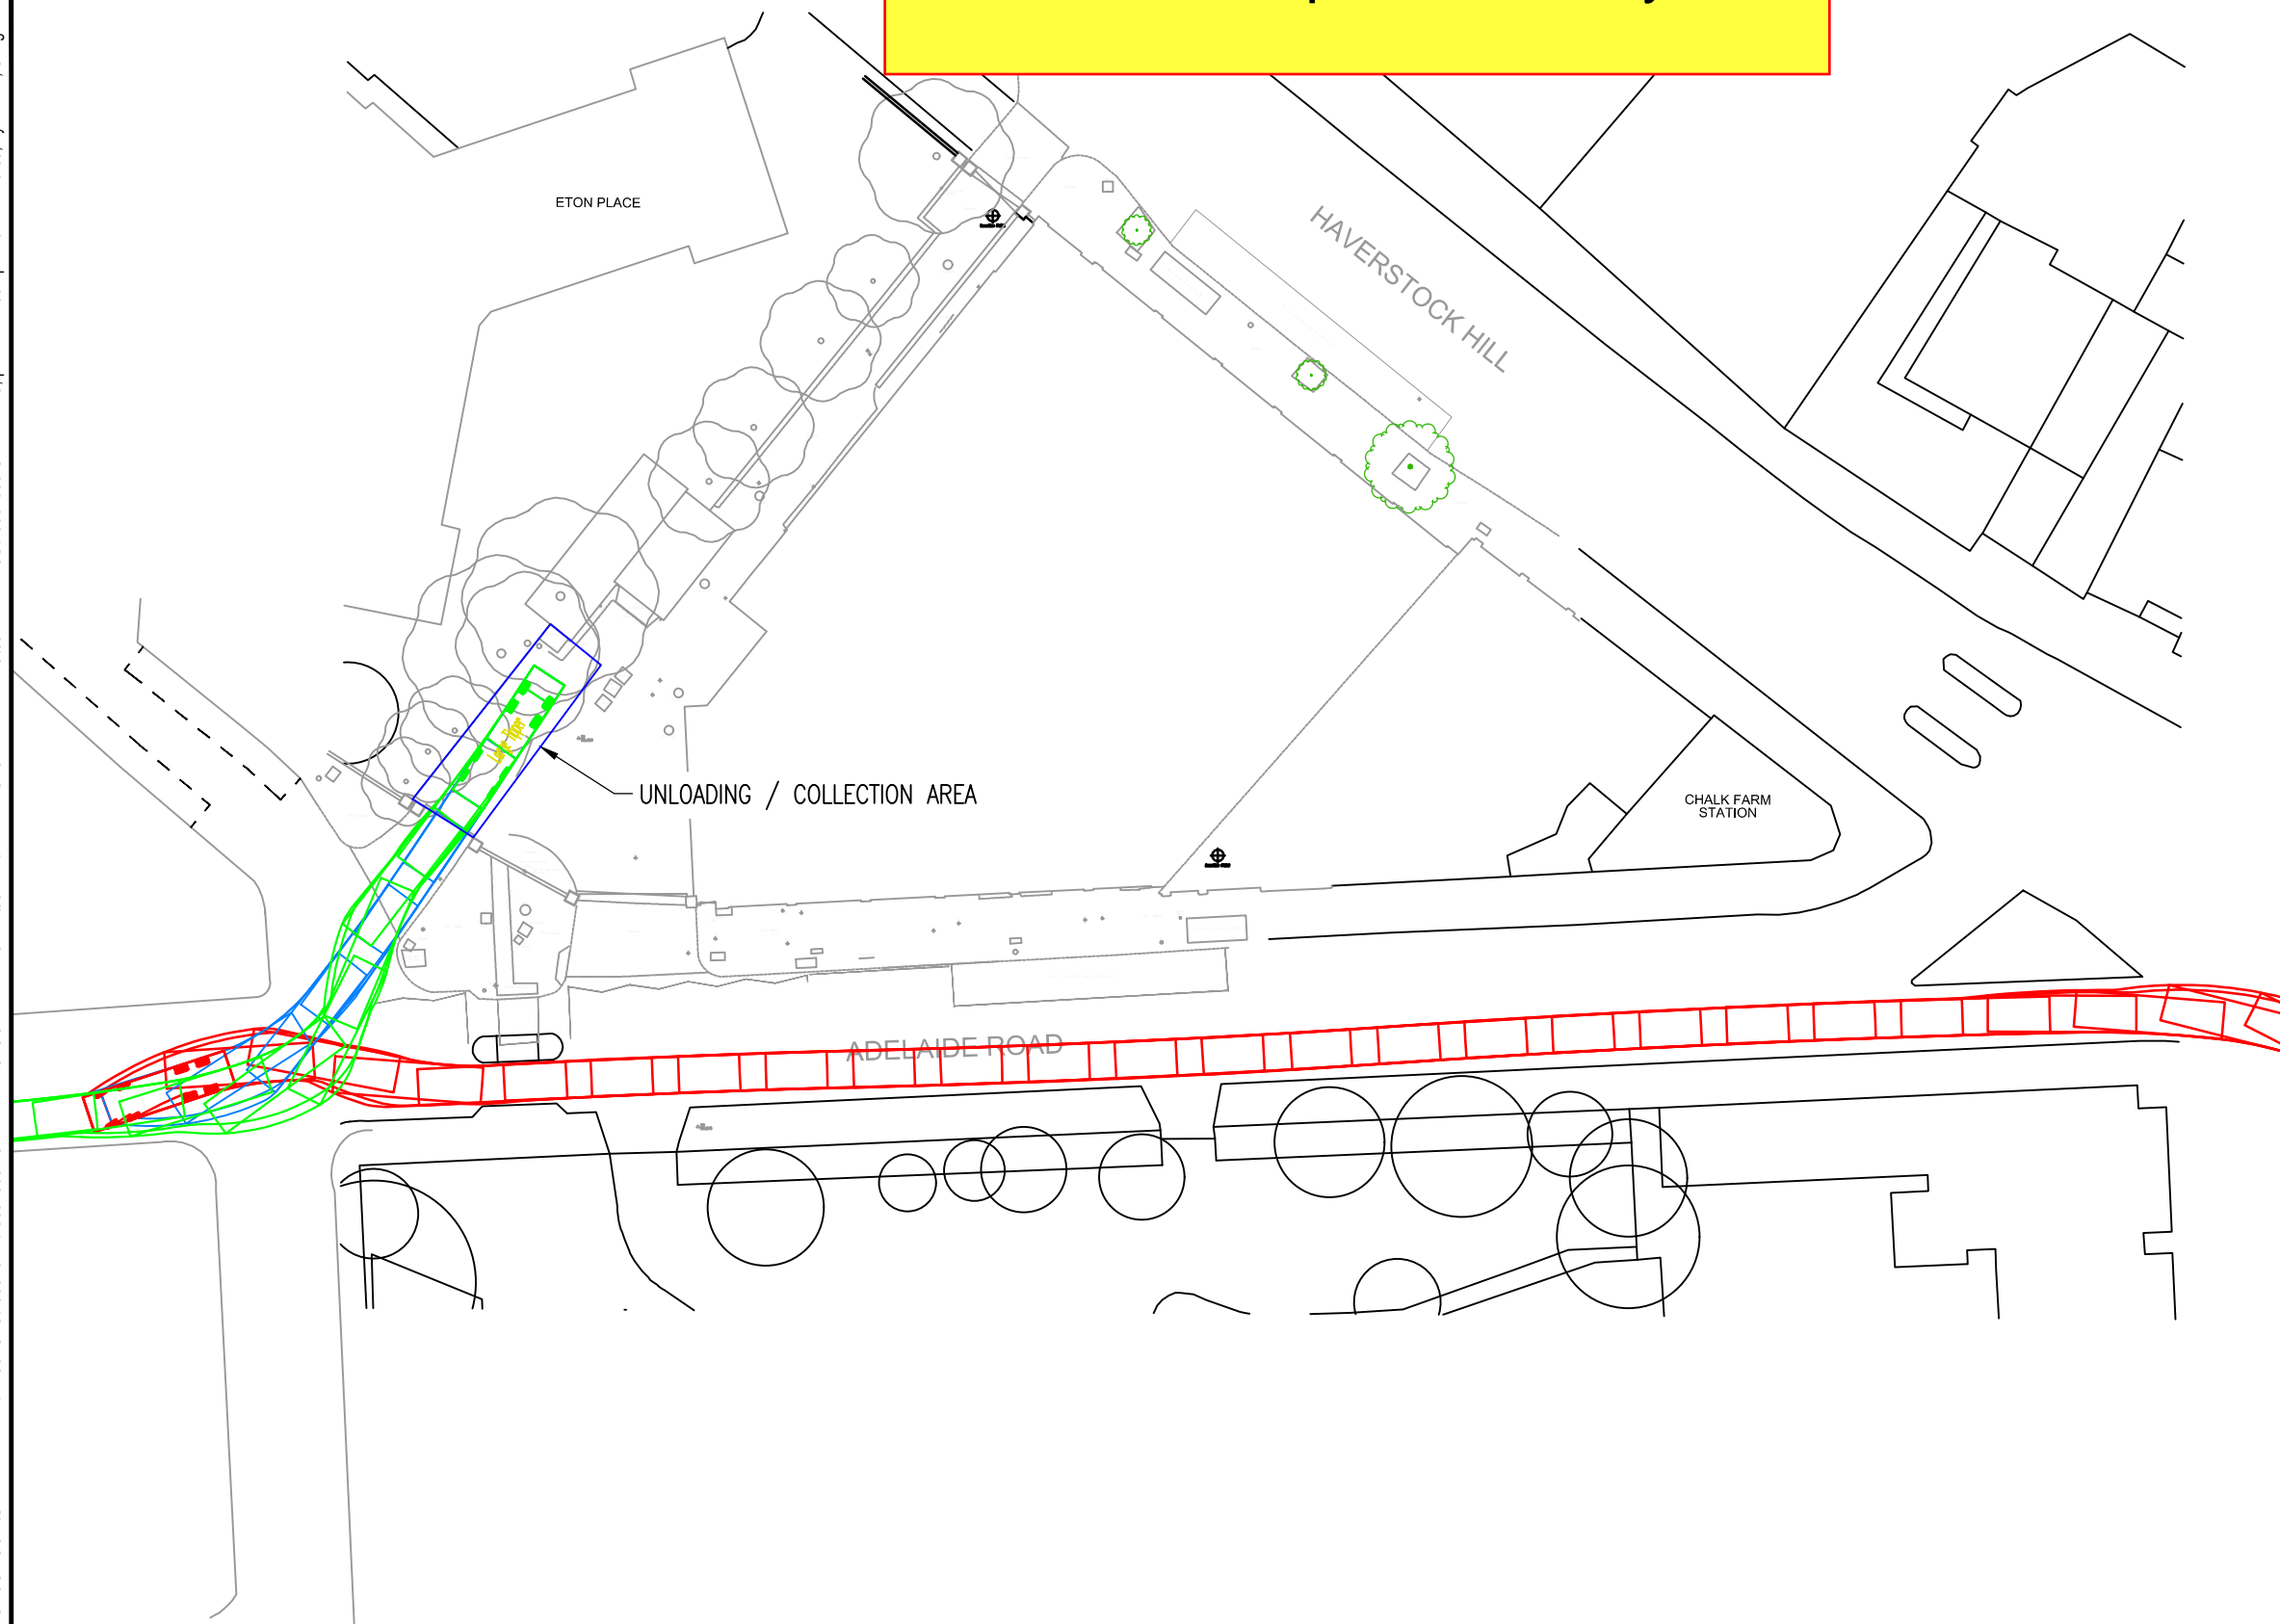 ETON PLACE
HAVERSTOCK HILL
UNLOADING / COLLECTION AREA
CHALK FARM
STATION
ADELAIDE ROAD